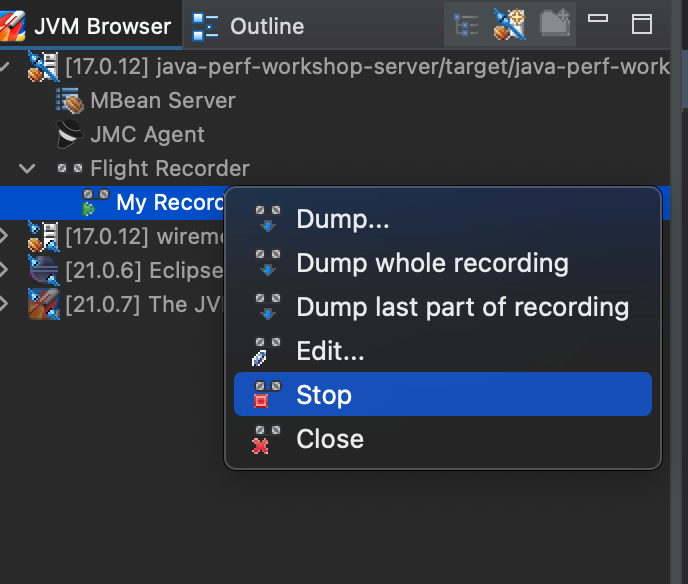 JVM Browser
Outline
[17.0.12] java-perf-workshop-server/target/java-perf-work
MBean Server
JMC Agent
Flight Recorder
My Record
[17.0.12] wiremo
[21.0.6] Eclipse
[21.0.7] The JV
Dump...
Dump whole recording
Dump last part of recording
Edit...
Stop
Close